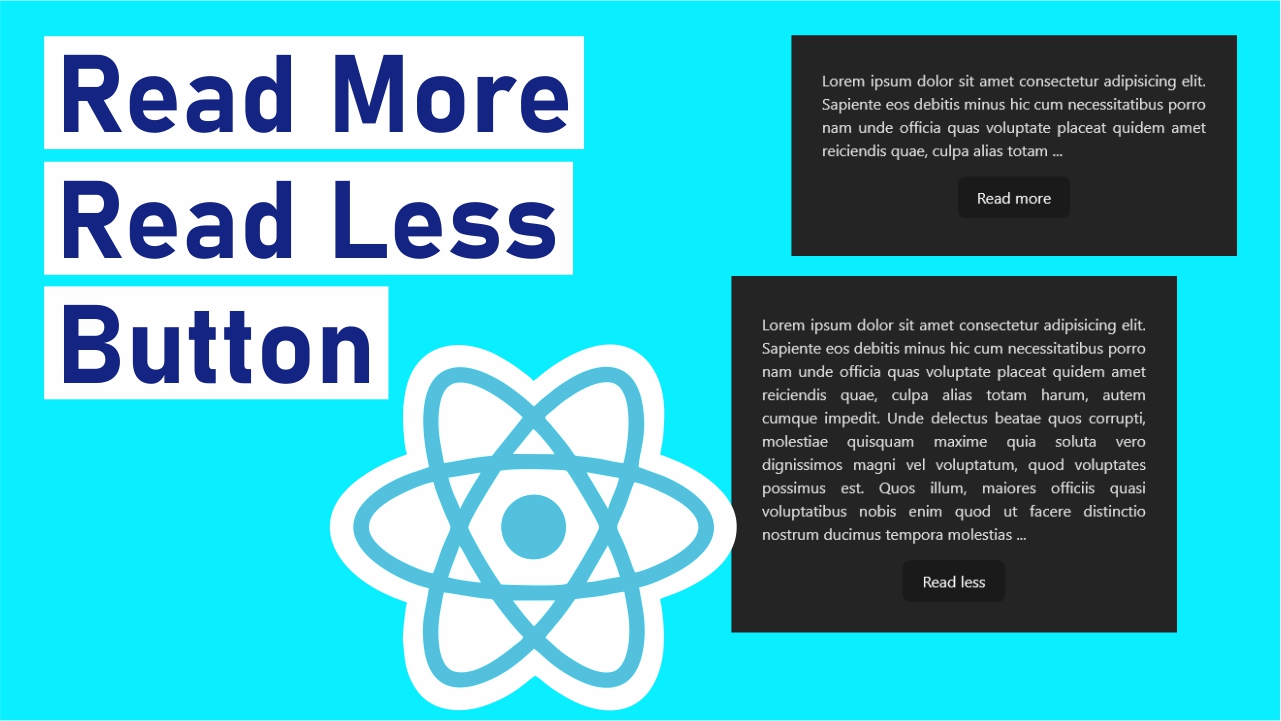 Read More
Read Less
Button
Lorem ipsum dolor sit amet consectetur adipisicing elit.
Sapiente eos debitis minus hic cum necessitatibus porro
nam unde officia quas voluptate placeat quidem amet
reiciendis quae, culpa alias totam ...
Read more
Lorem ipsum dolor sit amet consectetur adipisicing elit.
Sapiente eos debitis minus hic cum necessitatibus porro
nam unde officia quas voluptate placeat quidem amet
reiciendis quae, culpa alias totam harum, autem
cumque impedit. Unde delectus beatae quos corrupti,
molestiae quisquam maxime quia soluta vero
dignissimos magni vel voluptatum, quod voluptates
possimus est. Quos illum, maiores officiis quasi
voluptatibus nobis enim quod ut facere distinctio
nostrum ducimus tempora molestias ...
Read less